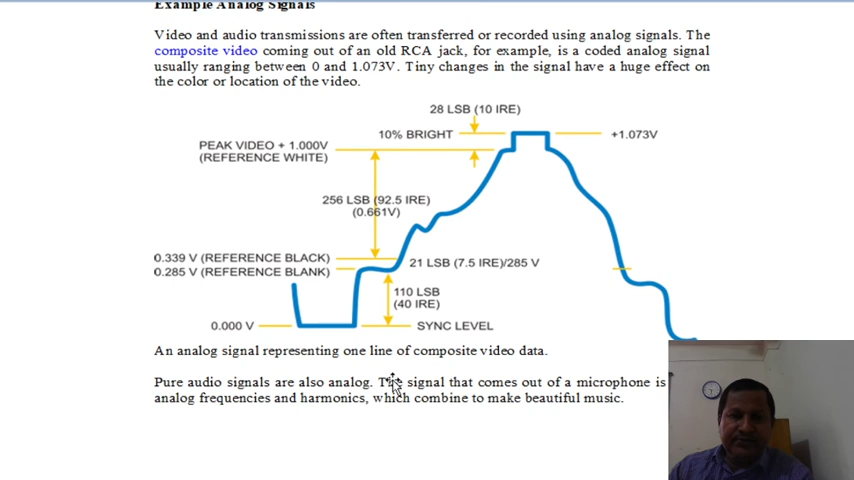 Example Analog Signals
Video and audio transmissions are often transferred or recorded using analog signals. The
composite video coming out of an old RCA jack, for example, is a coded analog signal
usually ranging between 0 and 1.073V. Tiny changes in the signal have a huge effect on
the color or location of the video.
28 LSB (10 IRE)
10% BRIGHT
+1.073V
PEAK VIDEO + 1.000V
(REFERENCE WHITE)
256 LSB (92.5 IRE)
(0.661V)
0.339 V (REFERENCE BLACK)
0.285 V (REFERENCE BLANK)
21 LSB (7.5 IRE)/285 V
110 LSB
(40 IRE)
0.000 V
SYNC LEVEL
An analog signal representing one line of composite video data.
Pure audio signals are also analog. The signal that comes out of a microphone is
analog frequencies and harmonics, which combine to make beautiful music.